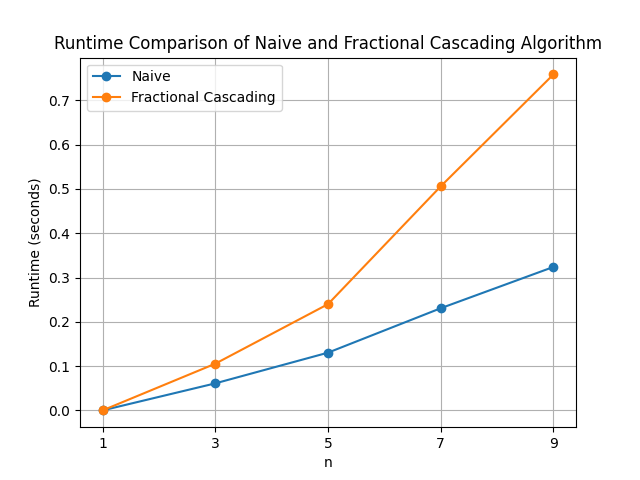 Runtime Comparison of Naive and Fractional Cascading Algorithm
Naive
Fractional Cascading
Runtime (seconds)
0.7
0.6
0.5
0.4
0.3
0.2
0.1
0.0
1 3 5 7 9
n